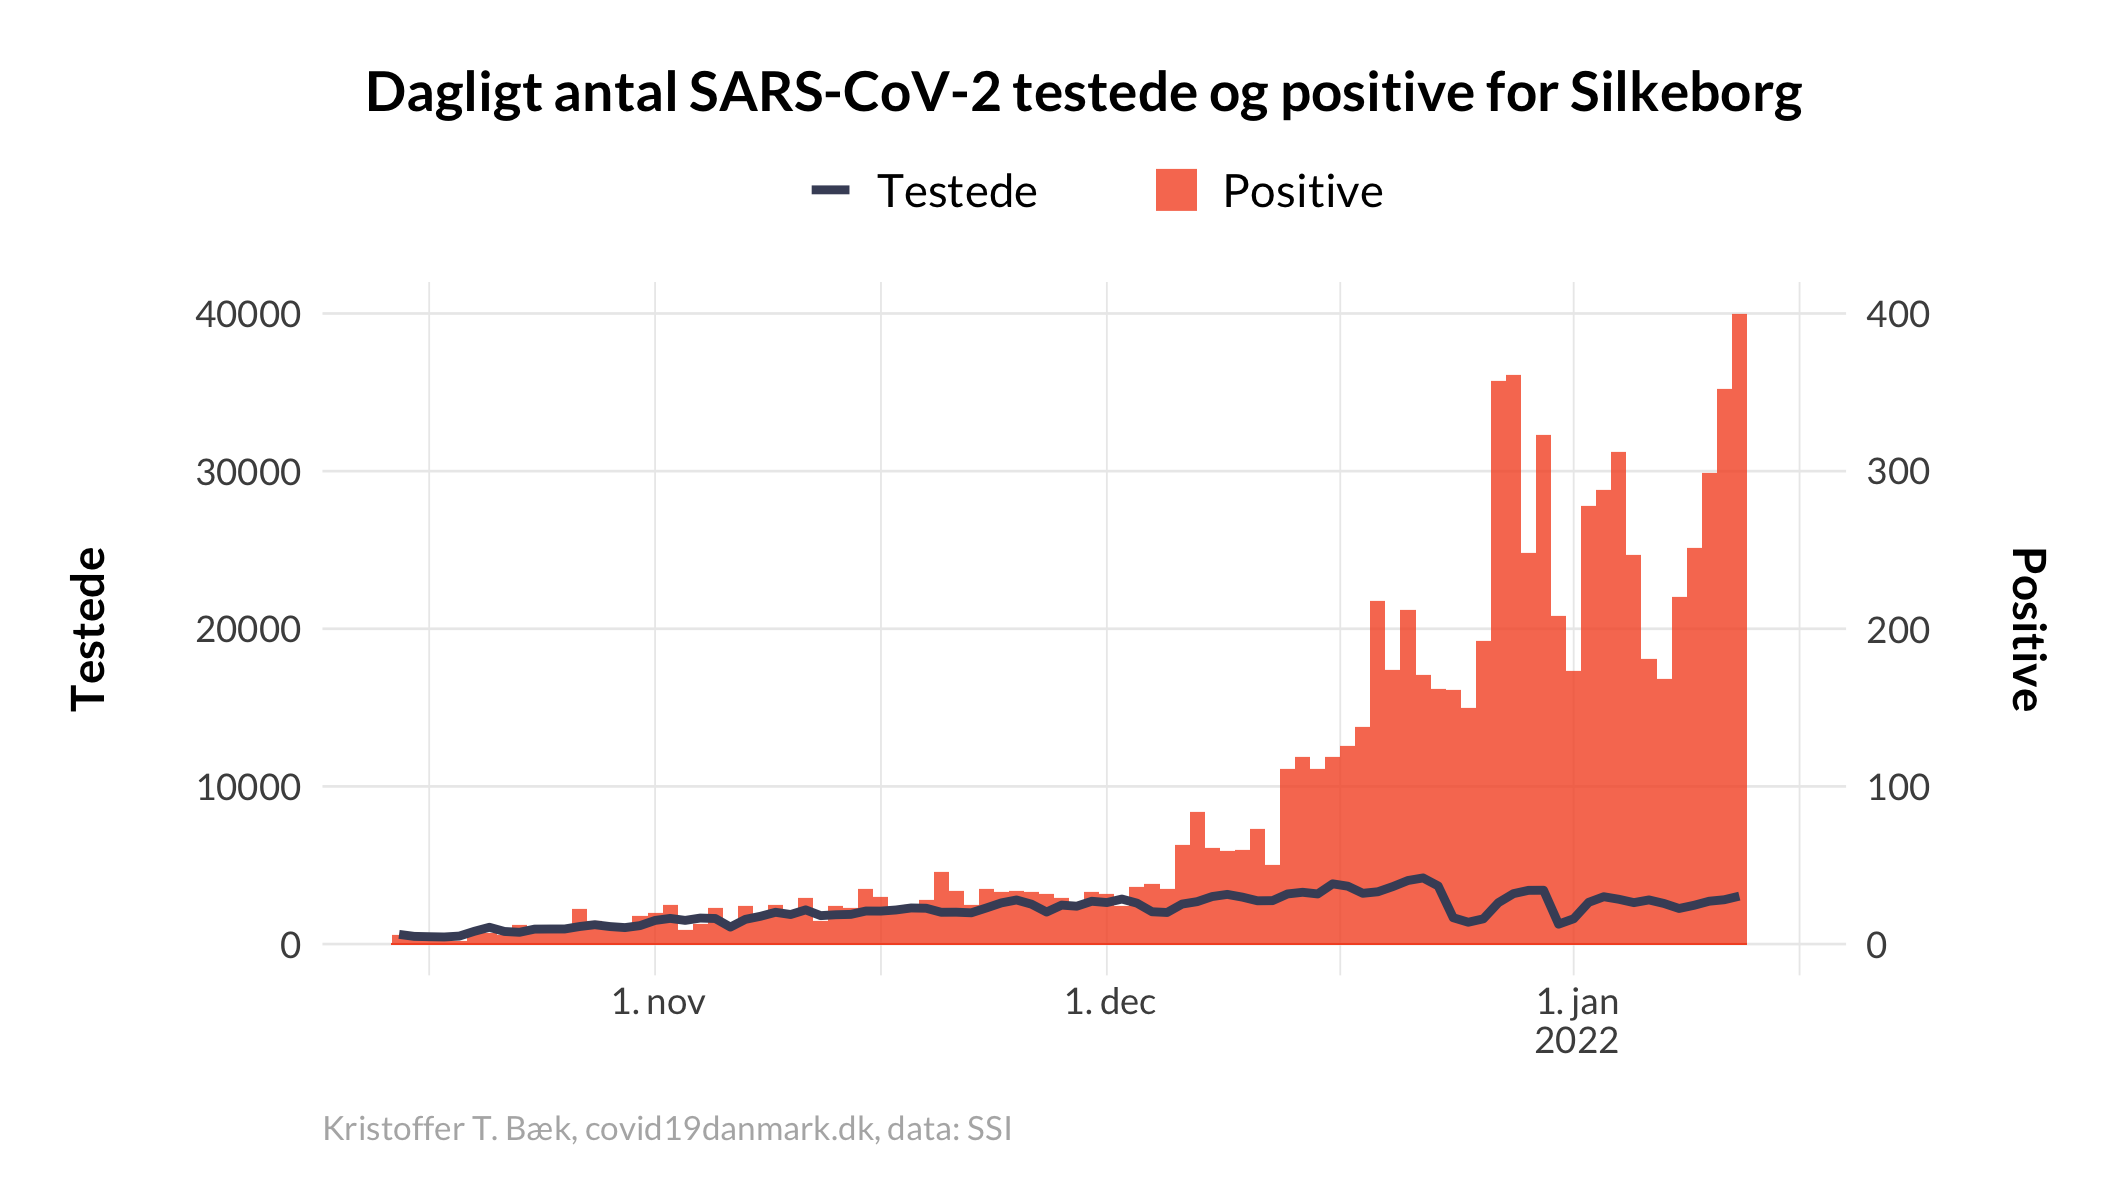 Dagligt antal SARS-CoV-2 testede og positive for Silkeborg
Testede
Positive
40000
30000
20000
10000
0
400
300
200
100
0
Testede
Positive
1. nov
1. dec
1. jan
2022
Kristoffer T. Bæk, covid19danmark.dk, data: SSI